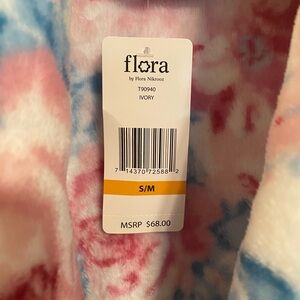 flora
by Flora Nikrooz
T90940
IVORY
7 14370 72588 2
S/M
MSRP $68.00